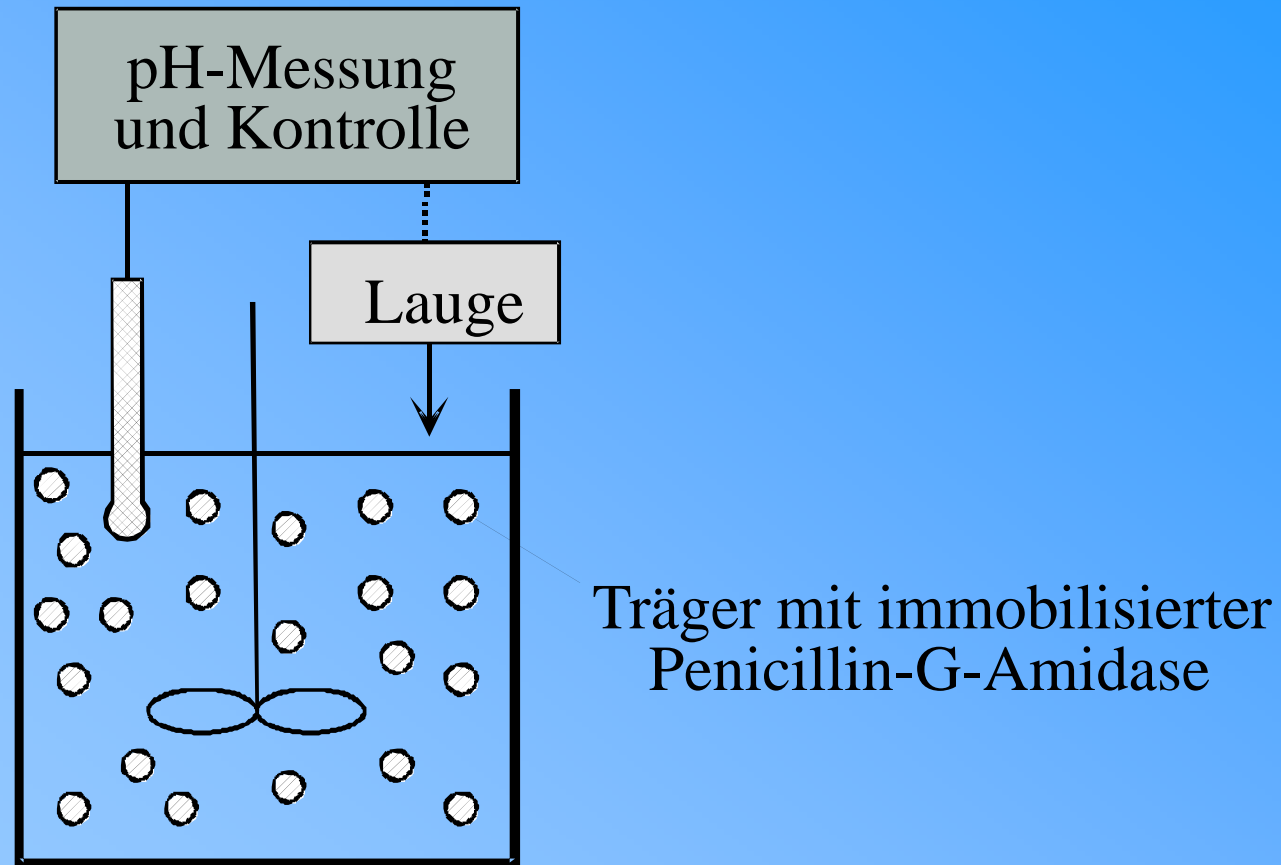 pH-Messung
und Kontrolle
Lauge
Träger mit immobilisierter
Penicillin-G-Amidase